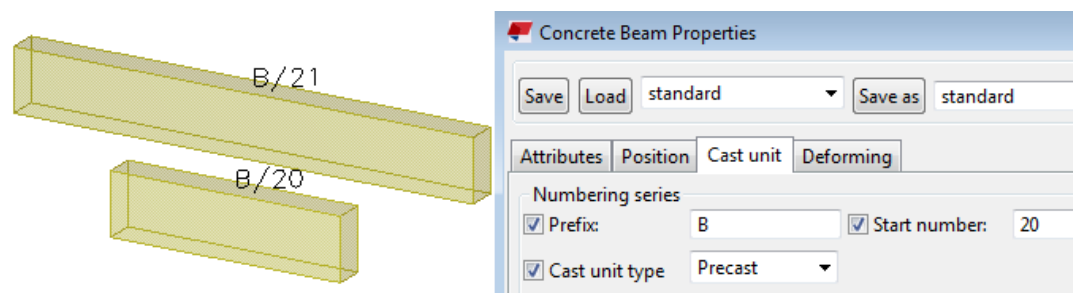 B/21
B/20
Concrete Beam Properties
Save Load standard Save as standard
Attributes Position Cast unit Deforming
Numbering series
Prefix: B Start number: 20
Cast unit type Precast